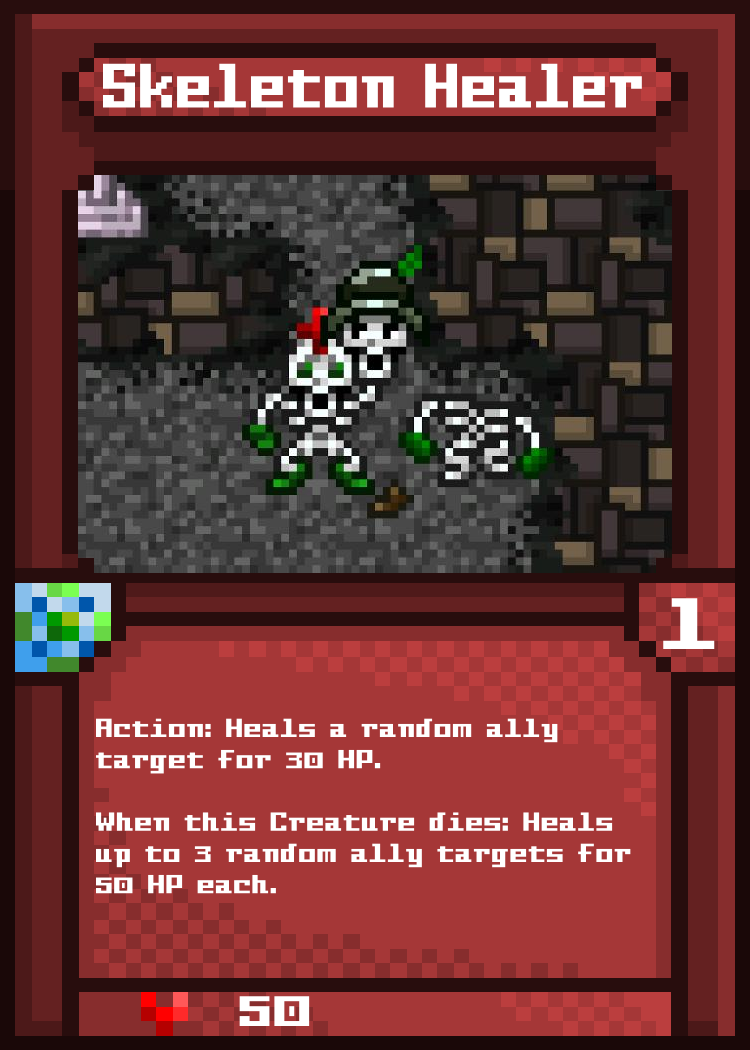 Skeleton Healer
1
Action: Heals a random ally
target for 30 HP.
When this Creature dies: Heals
up to 3 random ally targets for
50 HP each.
50